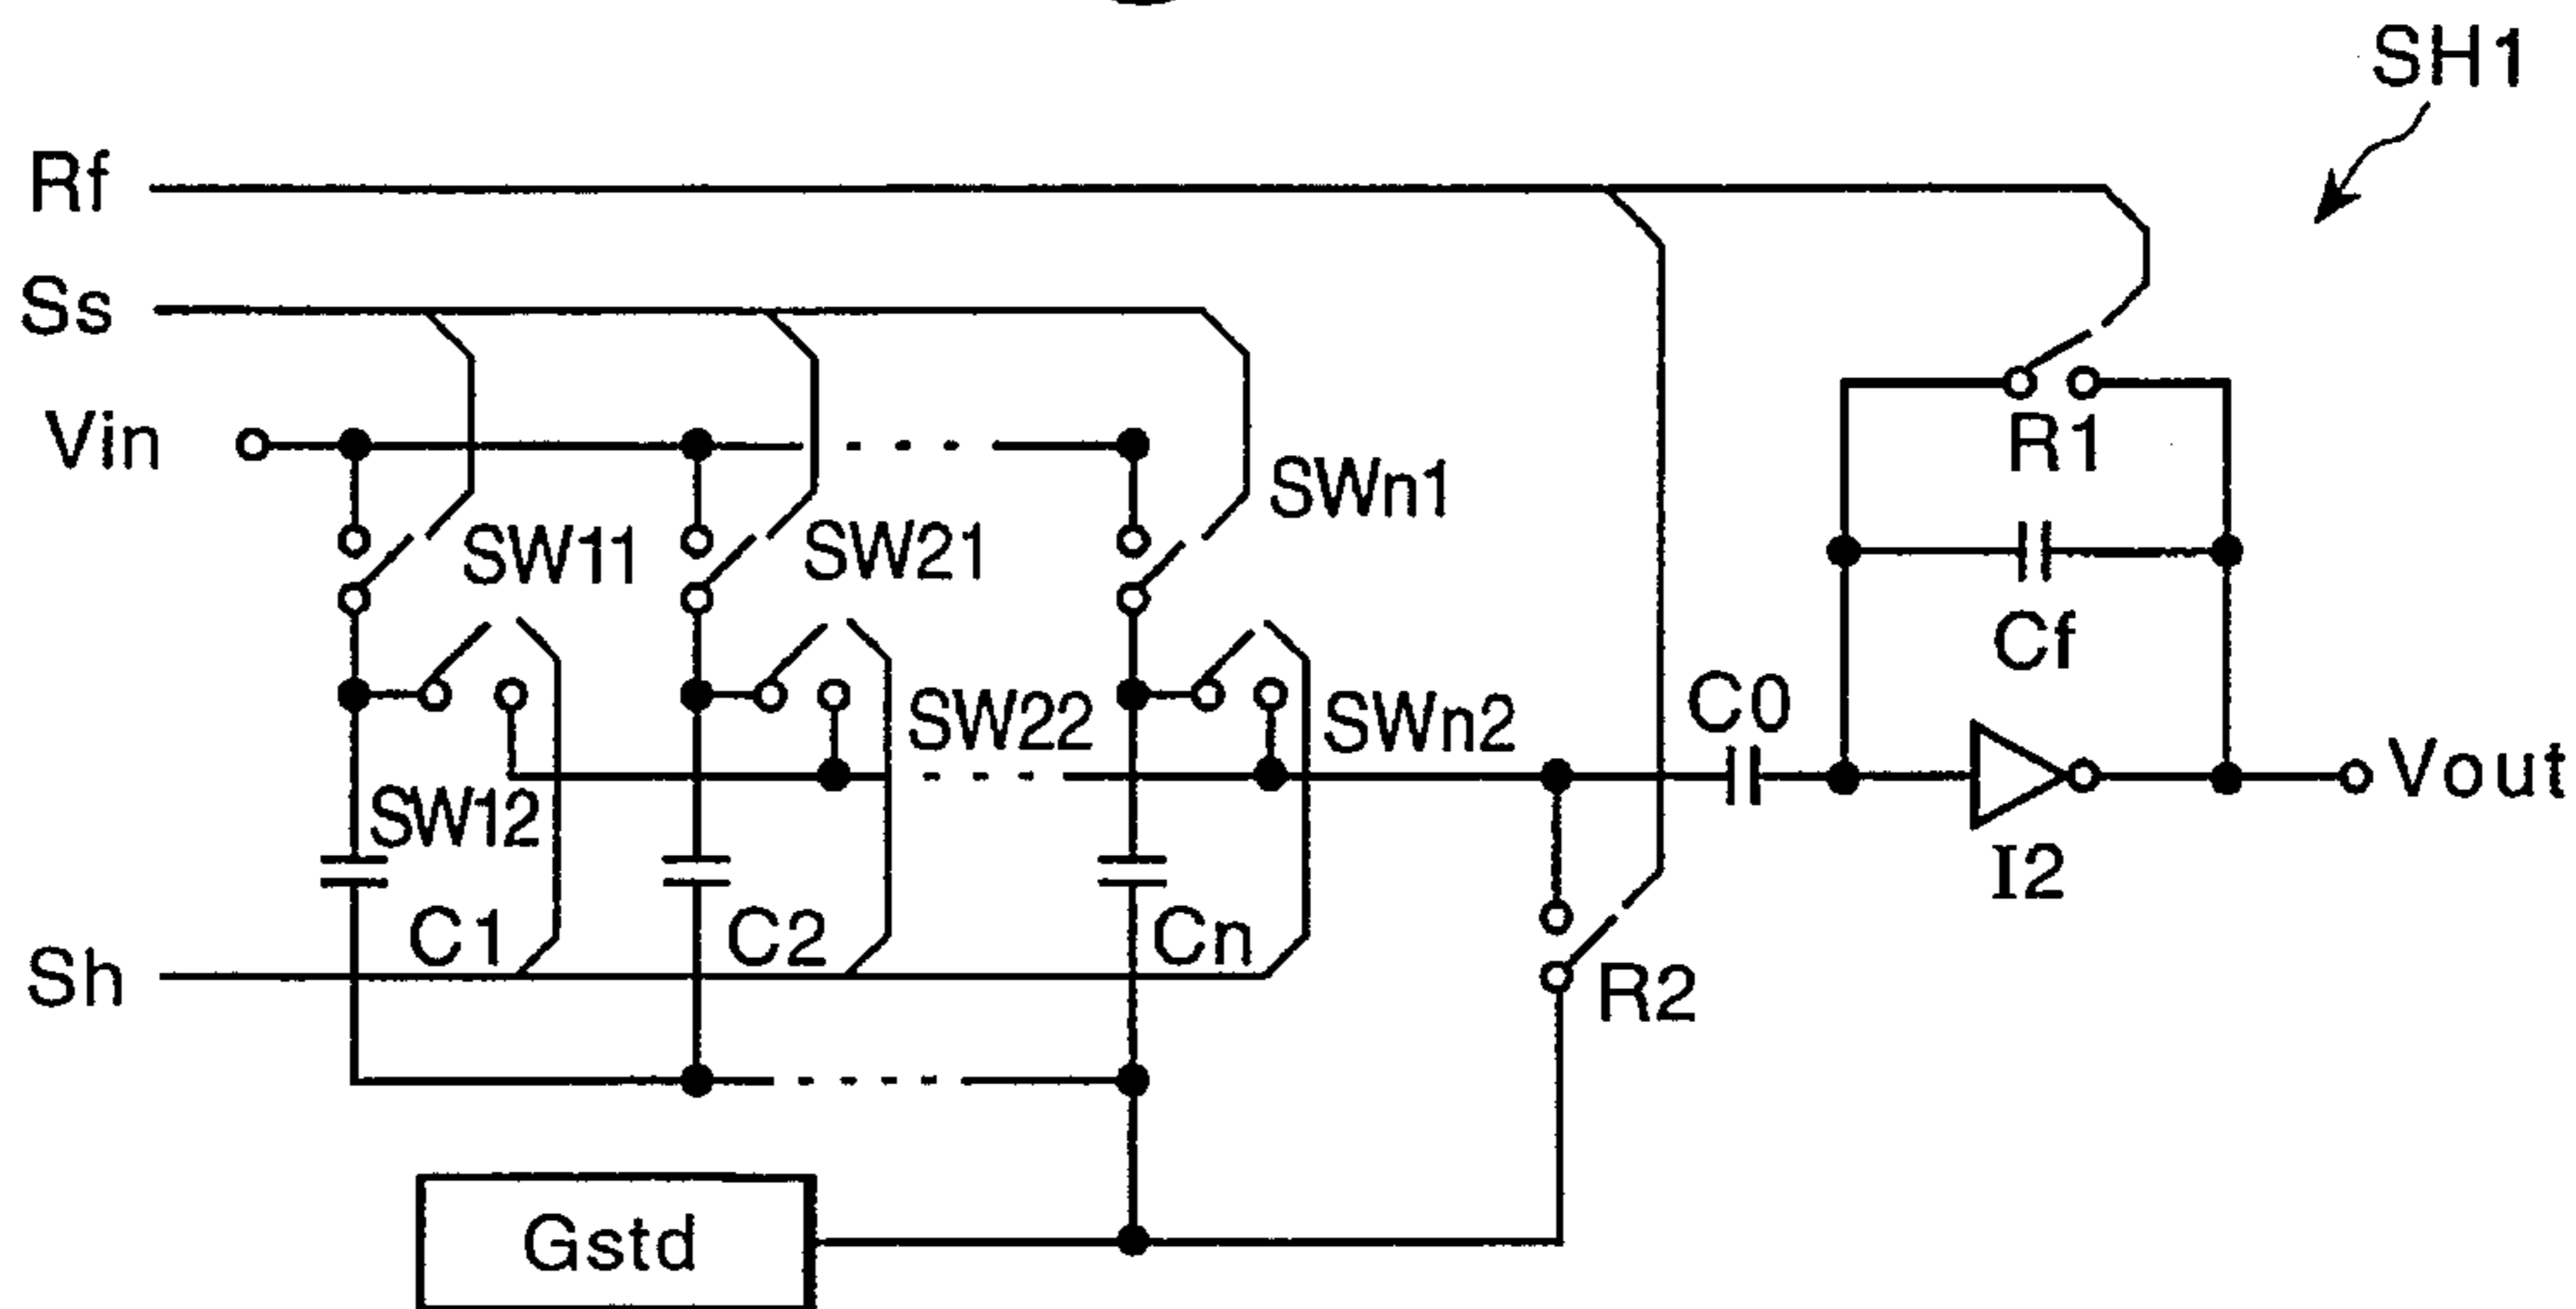 SH1
Rf
Ss
Vin
SWn1
R1
SW11
SW21
Cf
C0
SW22
SWn2
Vout
SW12
I2
C1
C2
Cn
Sh
R2
Gstd